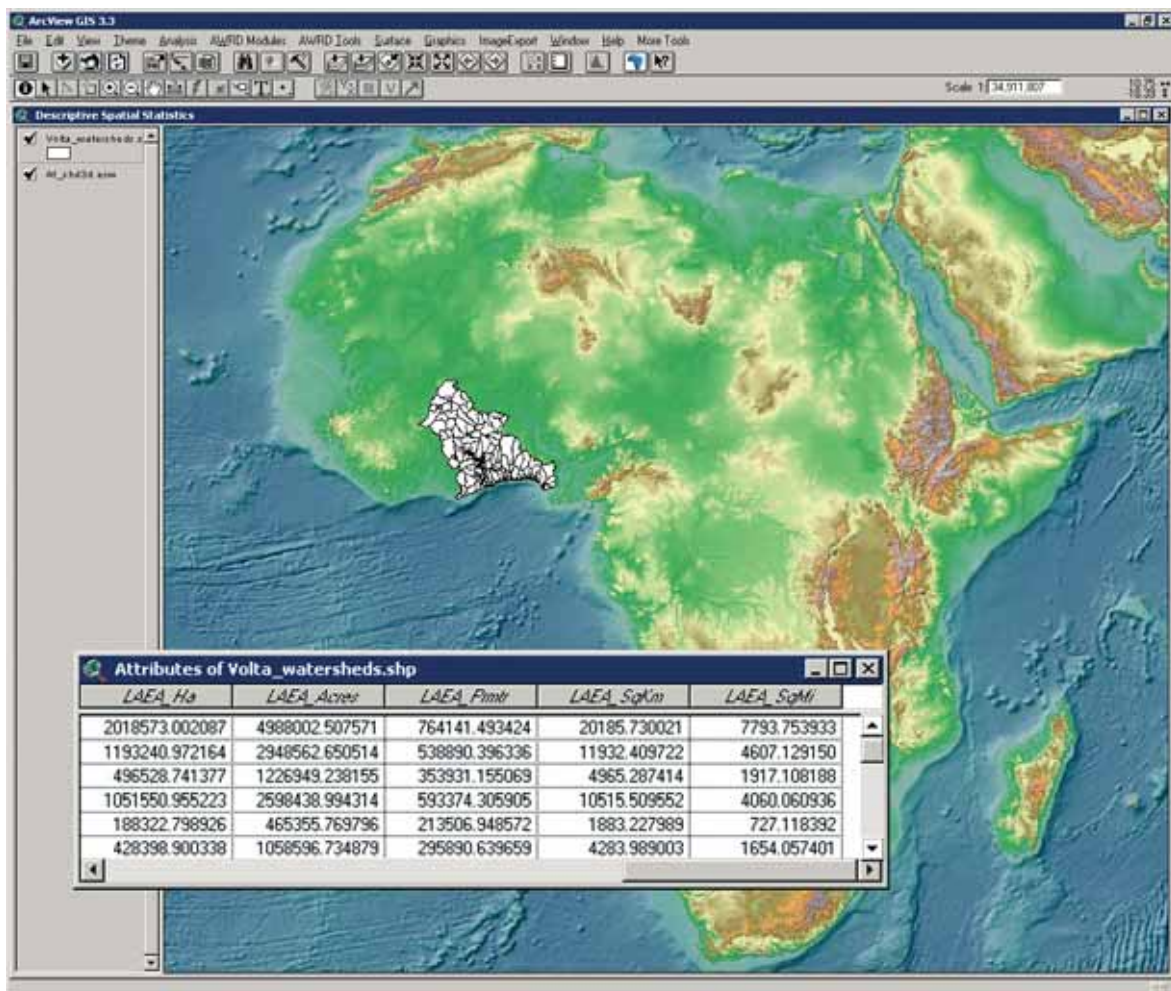 ArcView GIS 3.3
File Edit View Theme Analysis AWRD Modules AWRD Tools Surface Graphics ImageExport Window Help More Tools
Scale 1: 34,911,807
Descriptive Spatial Statistics
Attributes of Volta_watersheds.shp
LAEA_Ha LAEA_Acres LAEA_Prmtr LAEA_SqKm LAEA_SqMi
2018573.002087 4988002.507571 764141.493424 20185.730021 7793.753933
1193240.972164 2948562.650514 538890.396336 11932.409722 4607.129150
496528.741377 1226949.238155 353931.155069 4965.287414 1917.108188
1051550.955223 2598438.994314 593374.305905 10515.509552 4060.060936
188322.798926 465355.769796 213506.948572 1883.227989 727.118392
428398.900338 1058596.734879 295890.639659 4283.989003 1654.057401